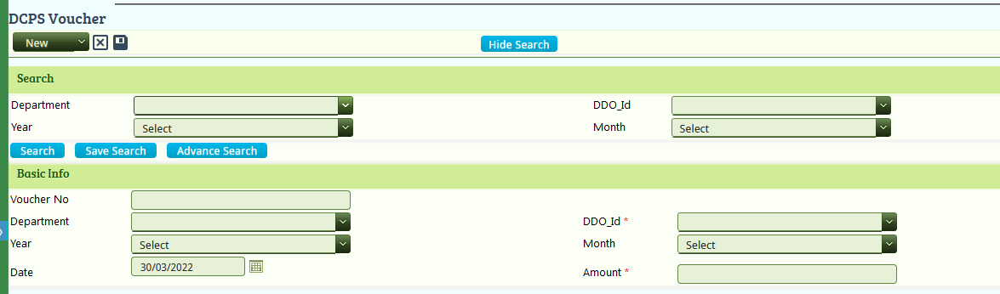 DCPS Voucher
New Hide Search
Search
Department DDO_Id
Year Select Month Select
Search Save Search Advance Search
Basic Info
Voucher No
Department DDO_Id *
Year Select Month Select
Date 30/03/2022 Amount *